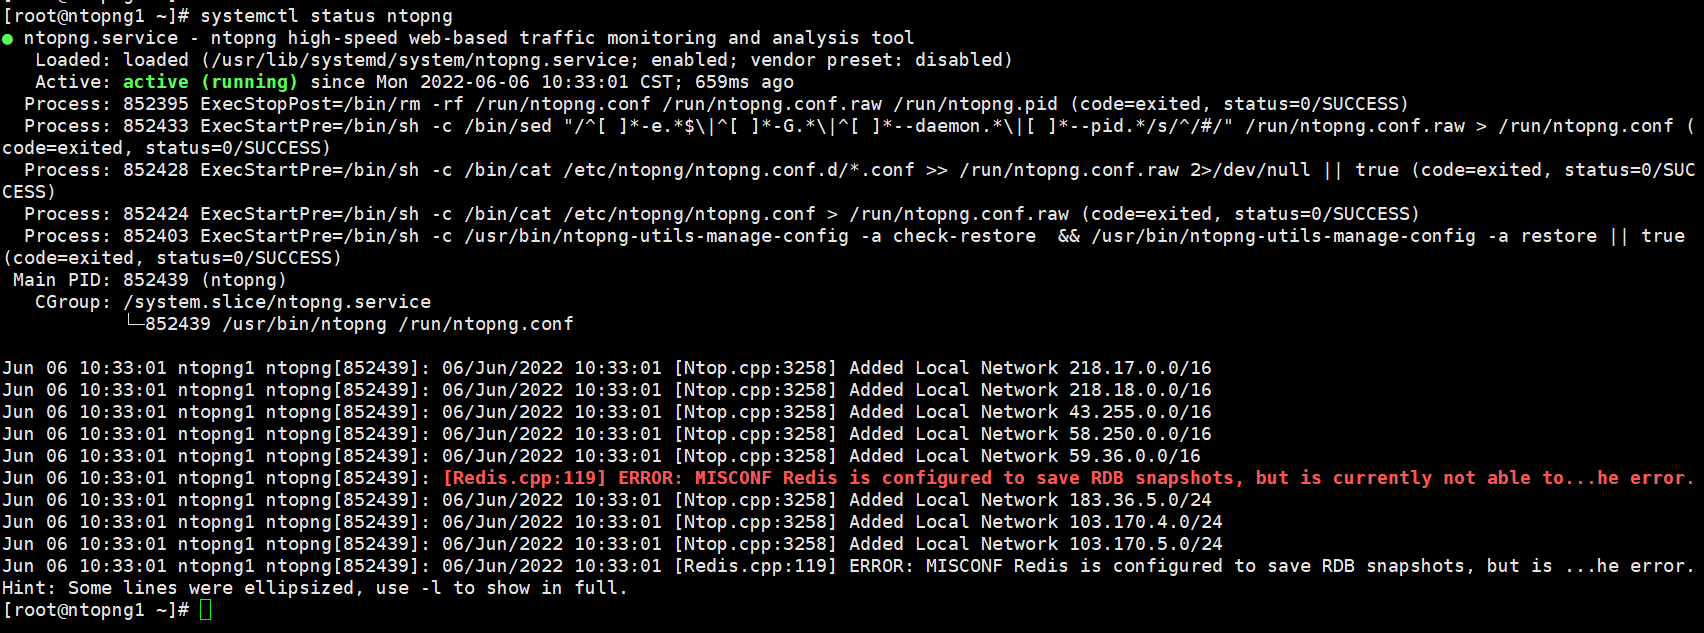 [root@ntopng1 ~]# systemctl status ntopng
● ntopng.service - ntopng high-speed web-based traffic monitoring and analysis tool
   Loaded: loaded (/usr/lib/systemd/system/ntopng.service; enabled; vendor preset: disabled)
   Active: active (running) since Mon 2022-06-06 10:33:01 CST; 659ms ago
  Process: 852395 ExecStopPost=/bin/rm -rf /run/ntopng.conf /run/ntopng.conf.raw /run/ntopng.pid (code=exited, status=0/SUCCESS)
  Process: 852433 ExecStartPre=/bin/sh -c /bin/sed "/^[ ]*-e.*$\|^[ ]*-G.*\|^[ ]*--daemon.*\|[ ]*--pid.*/s/^/#/" /run/ntopng.conf.raw > /run/ntopng.conf (
code=exited, status=0/SUCCESS)
  Process: 852428 ExecStartPre=/bin/sh -c /bin/cat /etc/ntopng/ntopng.conf.d/*.conf >> /run/ntopng.conf.raw 2>/dev/null || true (code=exited, status=0/SUC
CESS)
  Process: 852424 ExecStartPre=/bin/sh -c /bin/cat /etc/ntopng/ntopng.conf > /run/ntopng.conf.raw (code=exited, status=0/SUCCESS)
  Process: 852403 ExecStartPre=/bin/sh -c /usr/bin/ntopng-utils-manage-config -a check-restore  && /usr/bin/ntopng-utils-manage-config -a restore || true
(code=exited, status=0/SUCCESS)
 Main PID: 852439 (ntopng)
   CGroup: /system.slice/ntopng.service
           └─852439 /usr/bin/ntopng /run/ntopng.conf

Jun 06 10:33:01 ntopng1 ntopng[852439]: 06/Jun/2022 10:33:01 [Ntop.cpp:3258] Added Local Network 218.17.0.0/16
Jun 06 10:33:01 ntopng1 ntopng[852439]: 06/Jun/2022 10:33:01 [Ntop.cpp:3258] Added Local Network 218.18.0.0/16
Jun 06 10:33:01 ntopng1 ntopng[852439]: 06/Jun/2022 10:33:01 [Ntop.cpp:3258] Added Local Network 43.255.0.0/16
Jun 06 10:33:01 ntopng1 ntopng[852439]: 06/Jun/2022 10:33:01 [Ntop.cpp:3258] Added Local Network 58.250.0.0/16
Jun 06 10:33:01 ntopng1 ntopng[852439]: 06/Jun/2022 10:33:01 [Ntop.cpp:3258] Added Local Network 59.36.0.0/16
Jun 06 10:33:01 ntopng1 ntopng[852439]: [Redis.cpp:119] ERROR: MISCONF Redis is configured to save RDB snapshots, but is currently not able to...he error.
Jun 06 10:33:01 ntopng1 ntopng[852439]: 06/Jun/2022 10:33:01 [Ntop.cpp:3258] Added Local Network 183.36.5.0/24
Jun 06 10:33:01 ntopng1 ntopng[852439]: 06/Jun/2022 10:33:01 [Ntop.cpp:3258] Added Local Network 103.170.4.0/24
Jun 06 10:33:01 ntopng1 ntopng[852439]: 06/Jun/2022 10:33:01 [Ntop.cpp:3258] Added Local Network 103.170.5.0/24
Jun 06 10:33:01 ntopng1 ntopng[852439]: 06/Jun/2022 10:33:01 [Redis.cpp:119] ERROR: MISCONF Redis is configured to save RDB snapshots, but is ...he error.
Hint: Some lines were ellipsized, use -l to show in full.
[root@ntopng1 ~]#